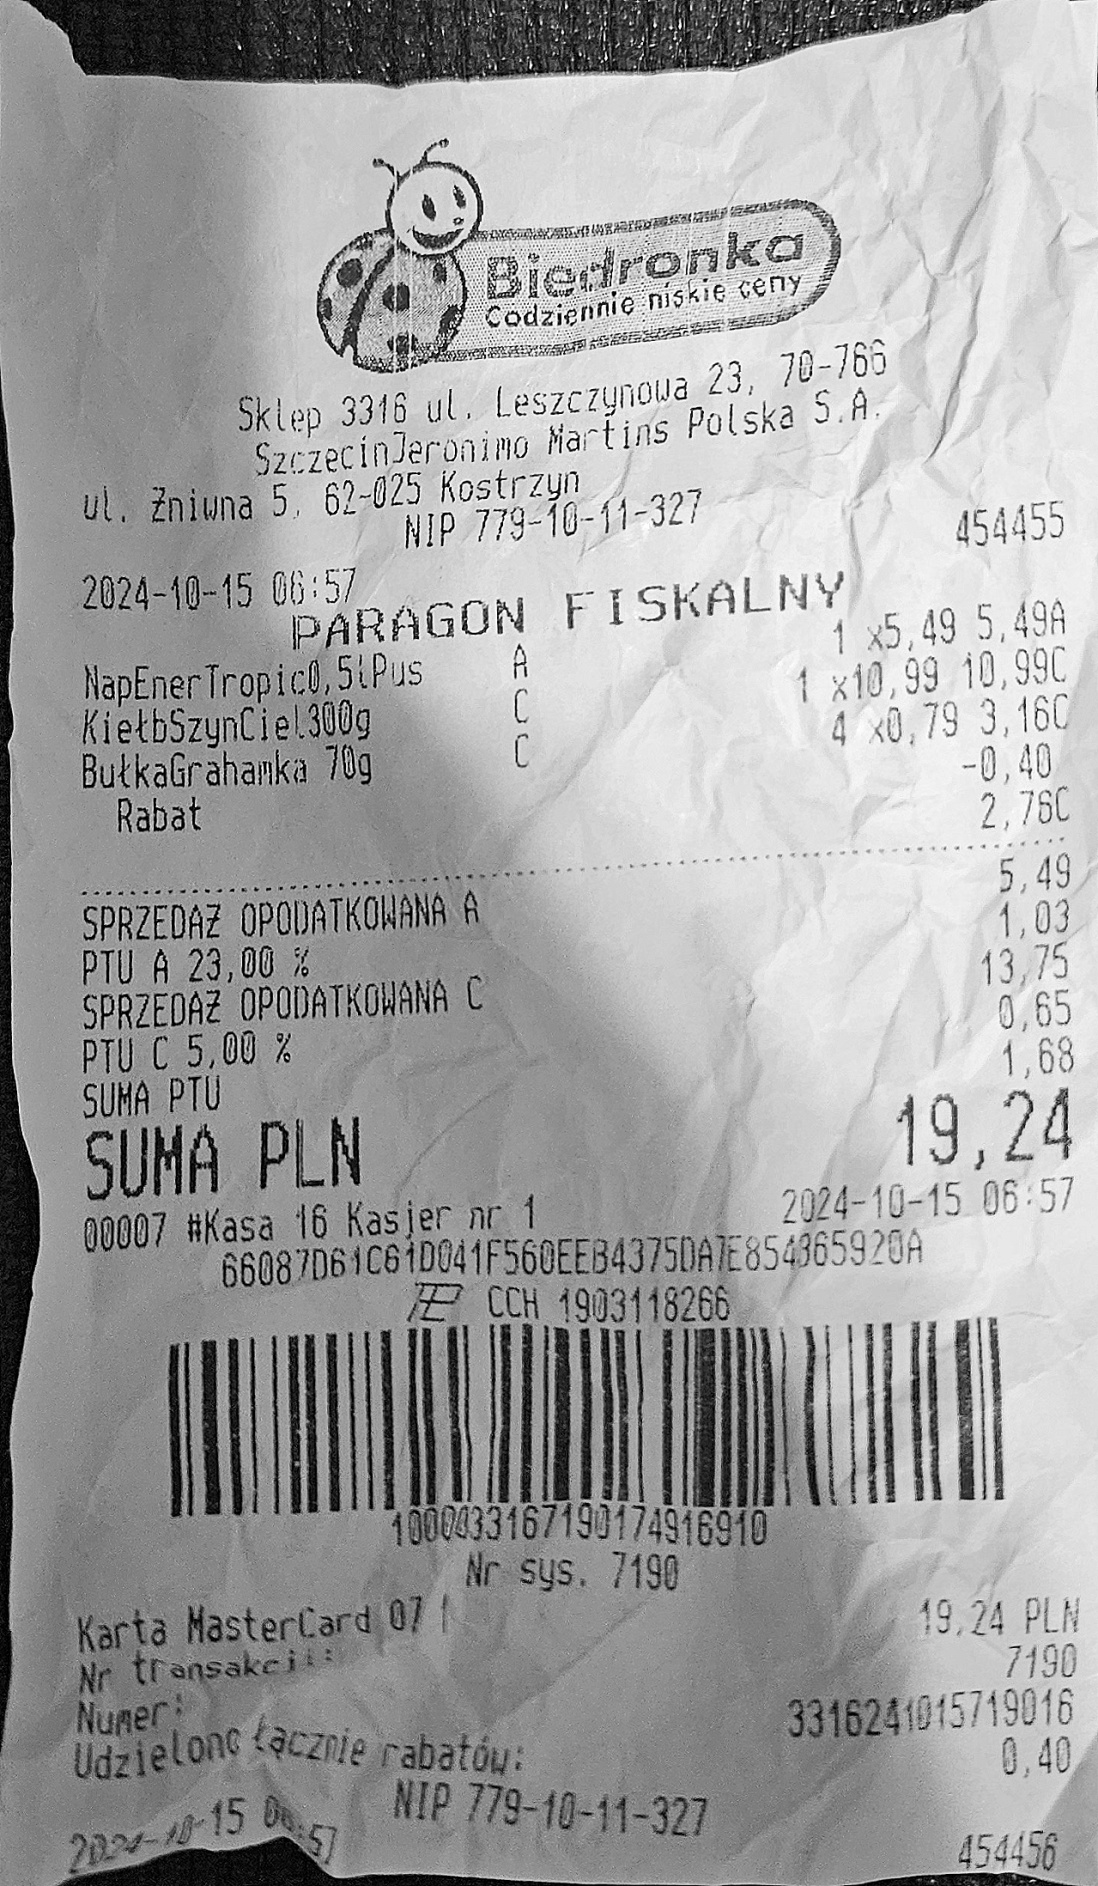 Biedronka
Codziennie niskie ceny
Sklep 3316 ul. Leszczynowa 23, 70-766
SzczecinJeronimo Martins Polska S.A.
ul. Żniwna 5, 62-025 Kostrzyn
NIP 779-10-11-327
2024-10-15 06:57 454455
PARAGON FISKALNY
NapEnerTropic0,5lPus A 1 x5,49 5,49A
KiełbSzynCiel300g C 1 x10,99 10,99C
BułkaGrahamka 70g C 4 x0,79 3,16C
Rabat -0,40
2,76C
SPRZEDAŻ OPODATKOWANA A 5,49
PTU A 23,00 % 1,03
SPRZEDAŻ OPODATKOWANA C 13,75
PTU C 5,00 % 0,65
SUMA PTU 1,68
SUMA PLN 19,24
00007 #Kasa 16 Kasjer nr 1 2024-10-15 06:57
66087D61C61D041F560EEB4375DA7E854365920A
CCH 1903118266
1000033167190174916910
Nr sys. 7190
Karta MasterCard 07 19,24 PLN
Nr transakcji: 7190
Numer: 3316241015719016
Udzielono łącznie rabatów: 0,40
NIP 779-10-11-327
2024-10-15 06:57 454456